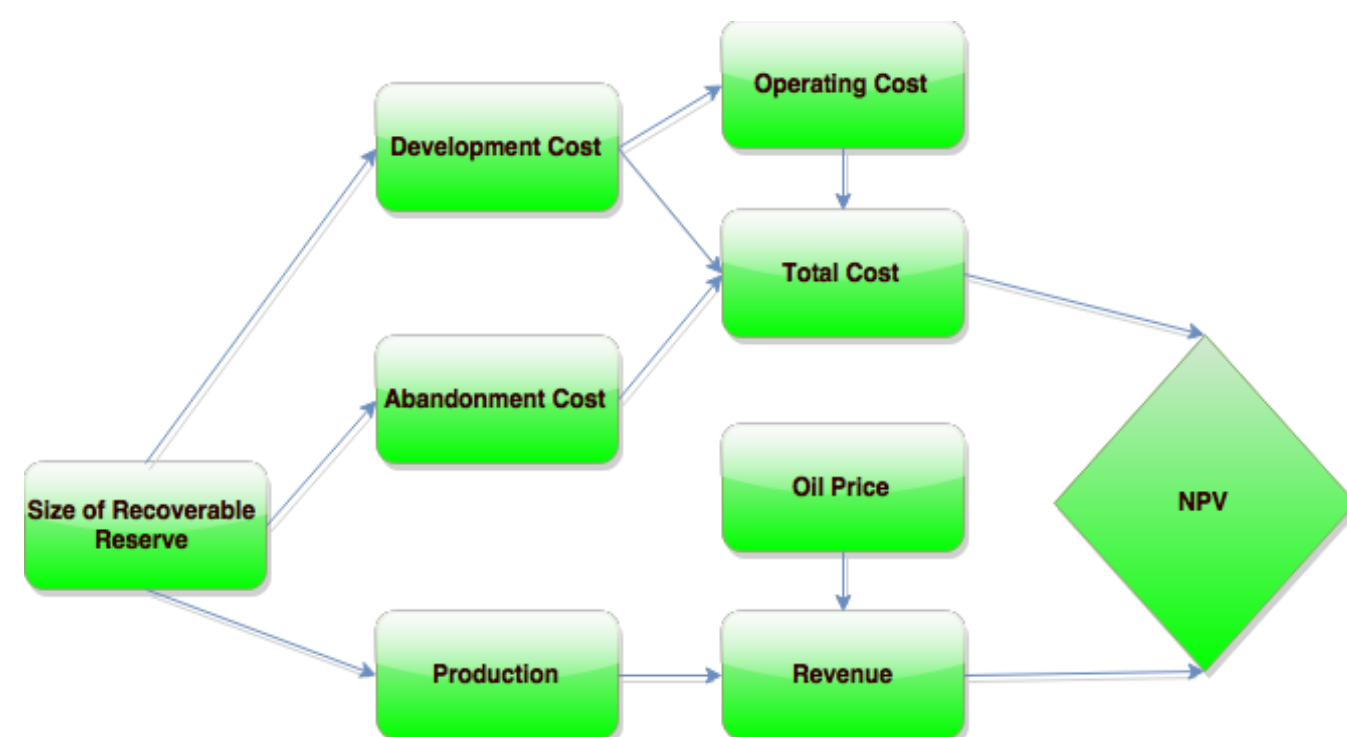 Operating Cost
Development Cost
Total Cost
Abandonment Cost
Oil Price
Size of Recoverable
Reserve
NPV
Production
Revenue